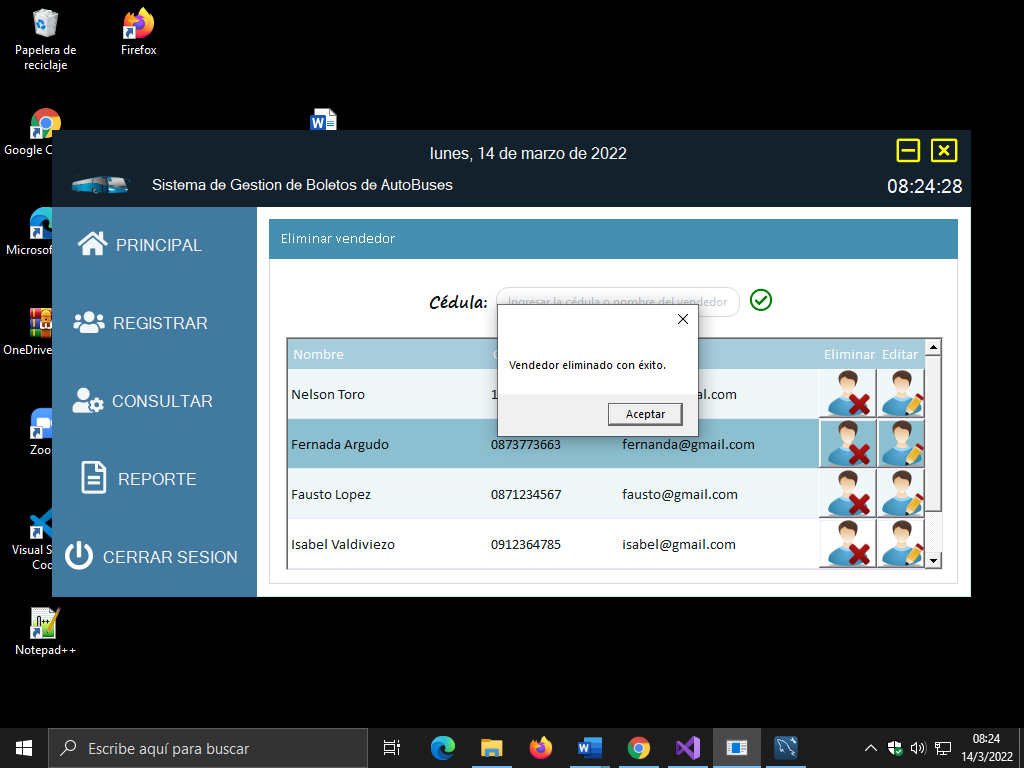 Papelera de
reciclaje
Firefox
Google C
Microsof
OneDrive
Zoo
Visual S
Coc
Notepad++
lunes, 14 de marzo de 2022
Sistema de Gestion de Boletos de AutoBuses
08:24:28
PRINCIPAL
REGISTRAR
CONSULTAR
REPORTE
CERRAR SESION
Eliminar vendedor
Cédula:
Ingresar la cédula o nombre del vendedor
Nombre
Eliminar Editar
Nelson Toro 1 al.com
Fernada Argudo 0873773663 fernanda@gmail.com
Fausto Lopez 0871234567 fausto@gmail.com
Isabel Valdiviezo 0912364785 isabel@gmail.com
Vendedor eliminado con éxito.
Aceptar
Escribe aquí para buscar
08:24
14/3/2022